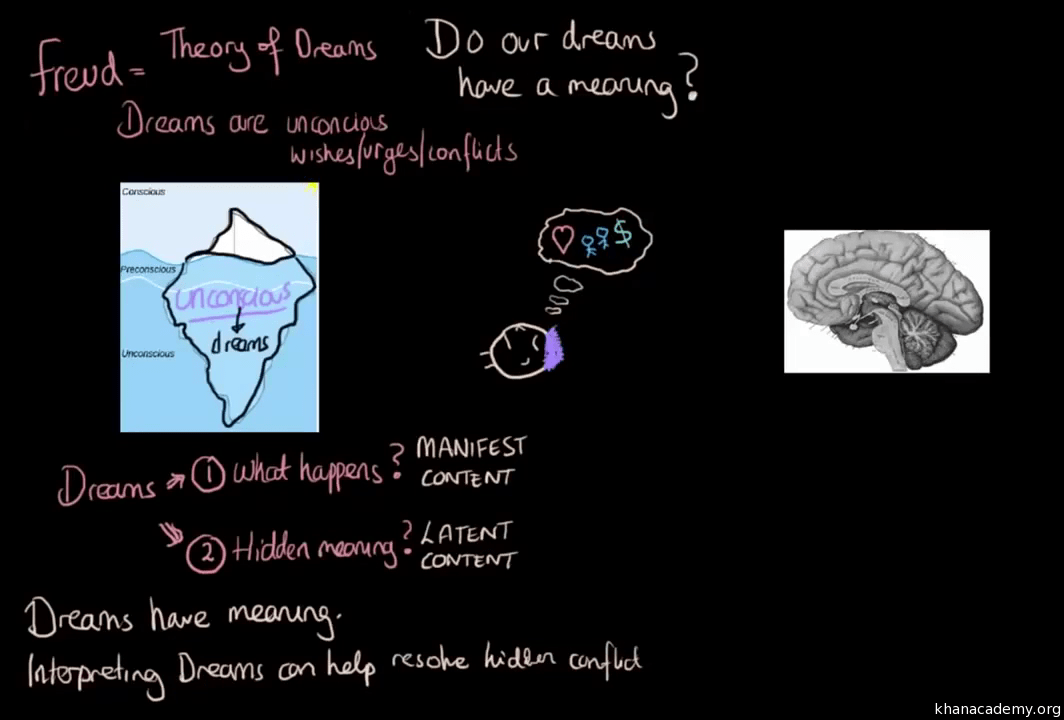 Freud = Theory of Dreams
Do our dreams
have a meaning?
Dreams are unconcious
wishes/urges/conflicts
Conscious
Preconscious
unconscious
dreams
Unconscious
$
Dreams → 1 What happens? MANIFEST
CONTENT
2 Hidden meaning? LATENT
CONTENT
Dreams have meaning.
Interpreting Dreams can help resolve hidden conflict
khanacademy.org